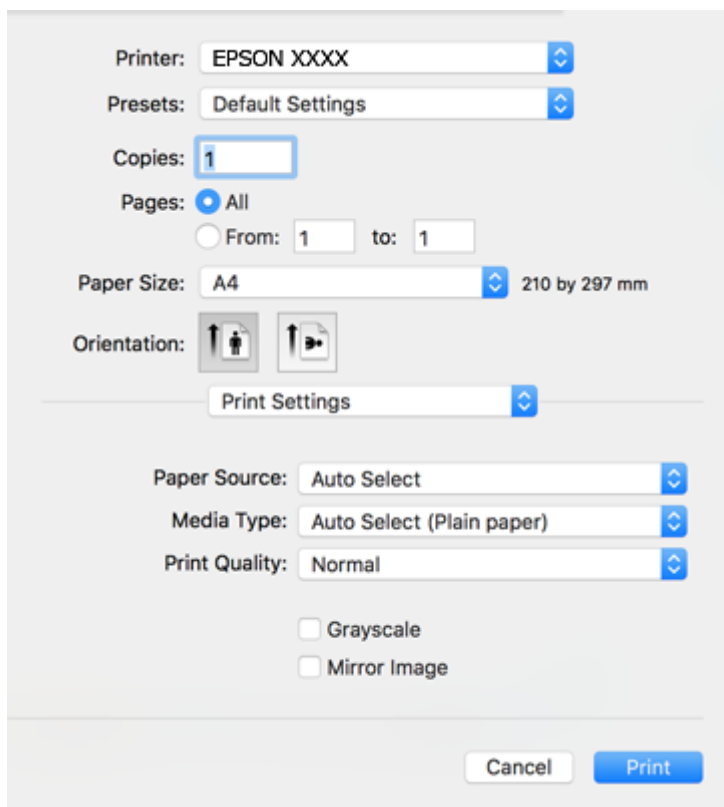 Printer: EPSON XXXX
Presets: Default Settings
Copies: 1
Pages: All
From: 1 to: 1
Paper Size: A4 210 by 297 mm
Orientation:
Print Settings
Paper Source: Auto Select
Media Type: Auto Select (Plain paper)
Print Quality: Normal
Grayscale
Mirror Image
Cancel Print